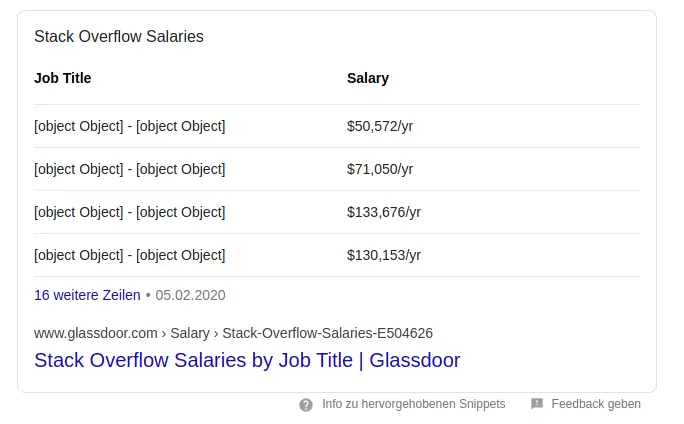 Stack Overflow Salaries
Job Title Salary
[object Object] - [object Object] $50,572/yr
[object Object] - [object Object] $71,050/yr
[object Object] - [object Object] $133,676/yr
[object Object] - [object Object] $130,153/yr
16 weitere Zeilen • 05.02.2020
www.glassdoor.com › Salary › Stack-Overflow-Salaries-E504626
Stack Overflow Salaries by Job Title | Glassdoor
Info zu hervorgehobenen Snippets Feedback geben